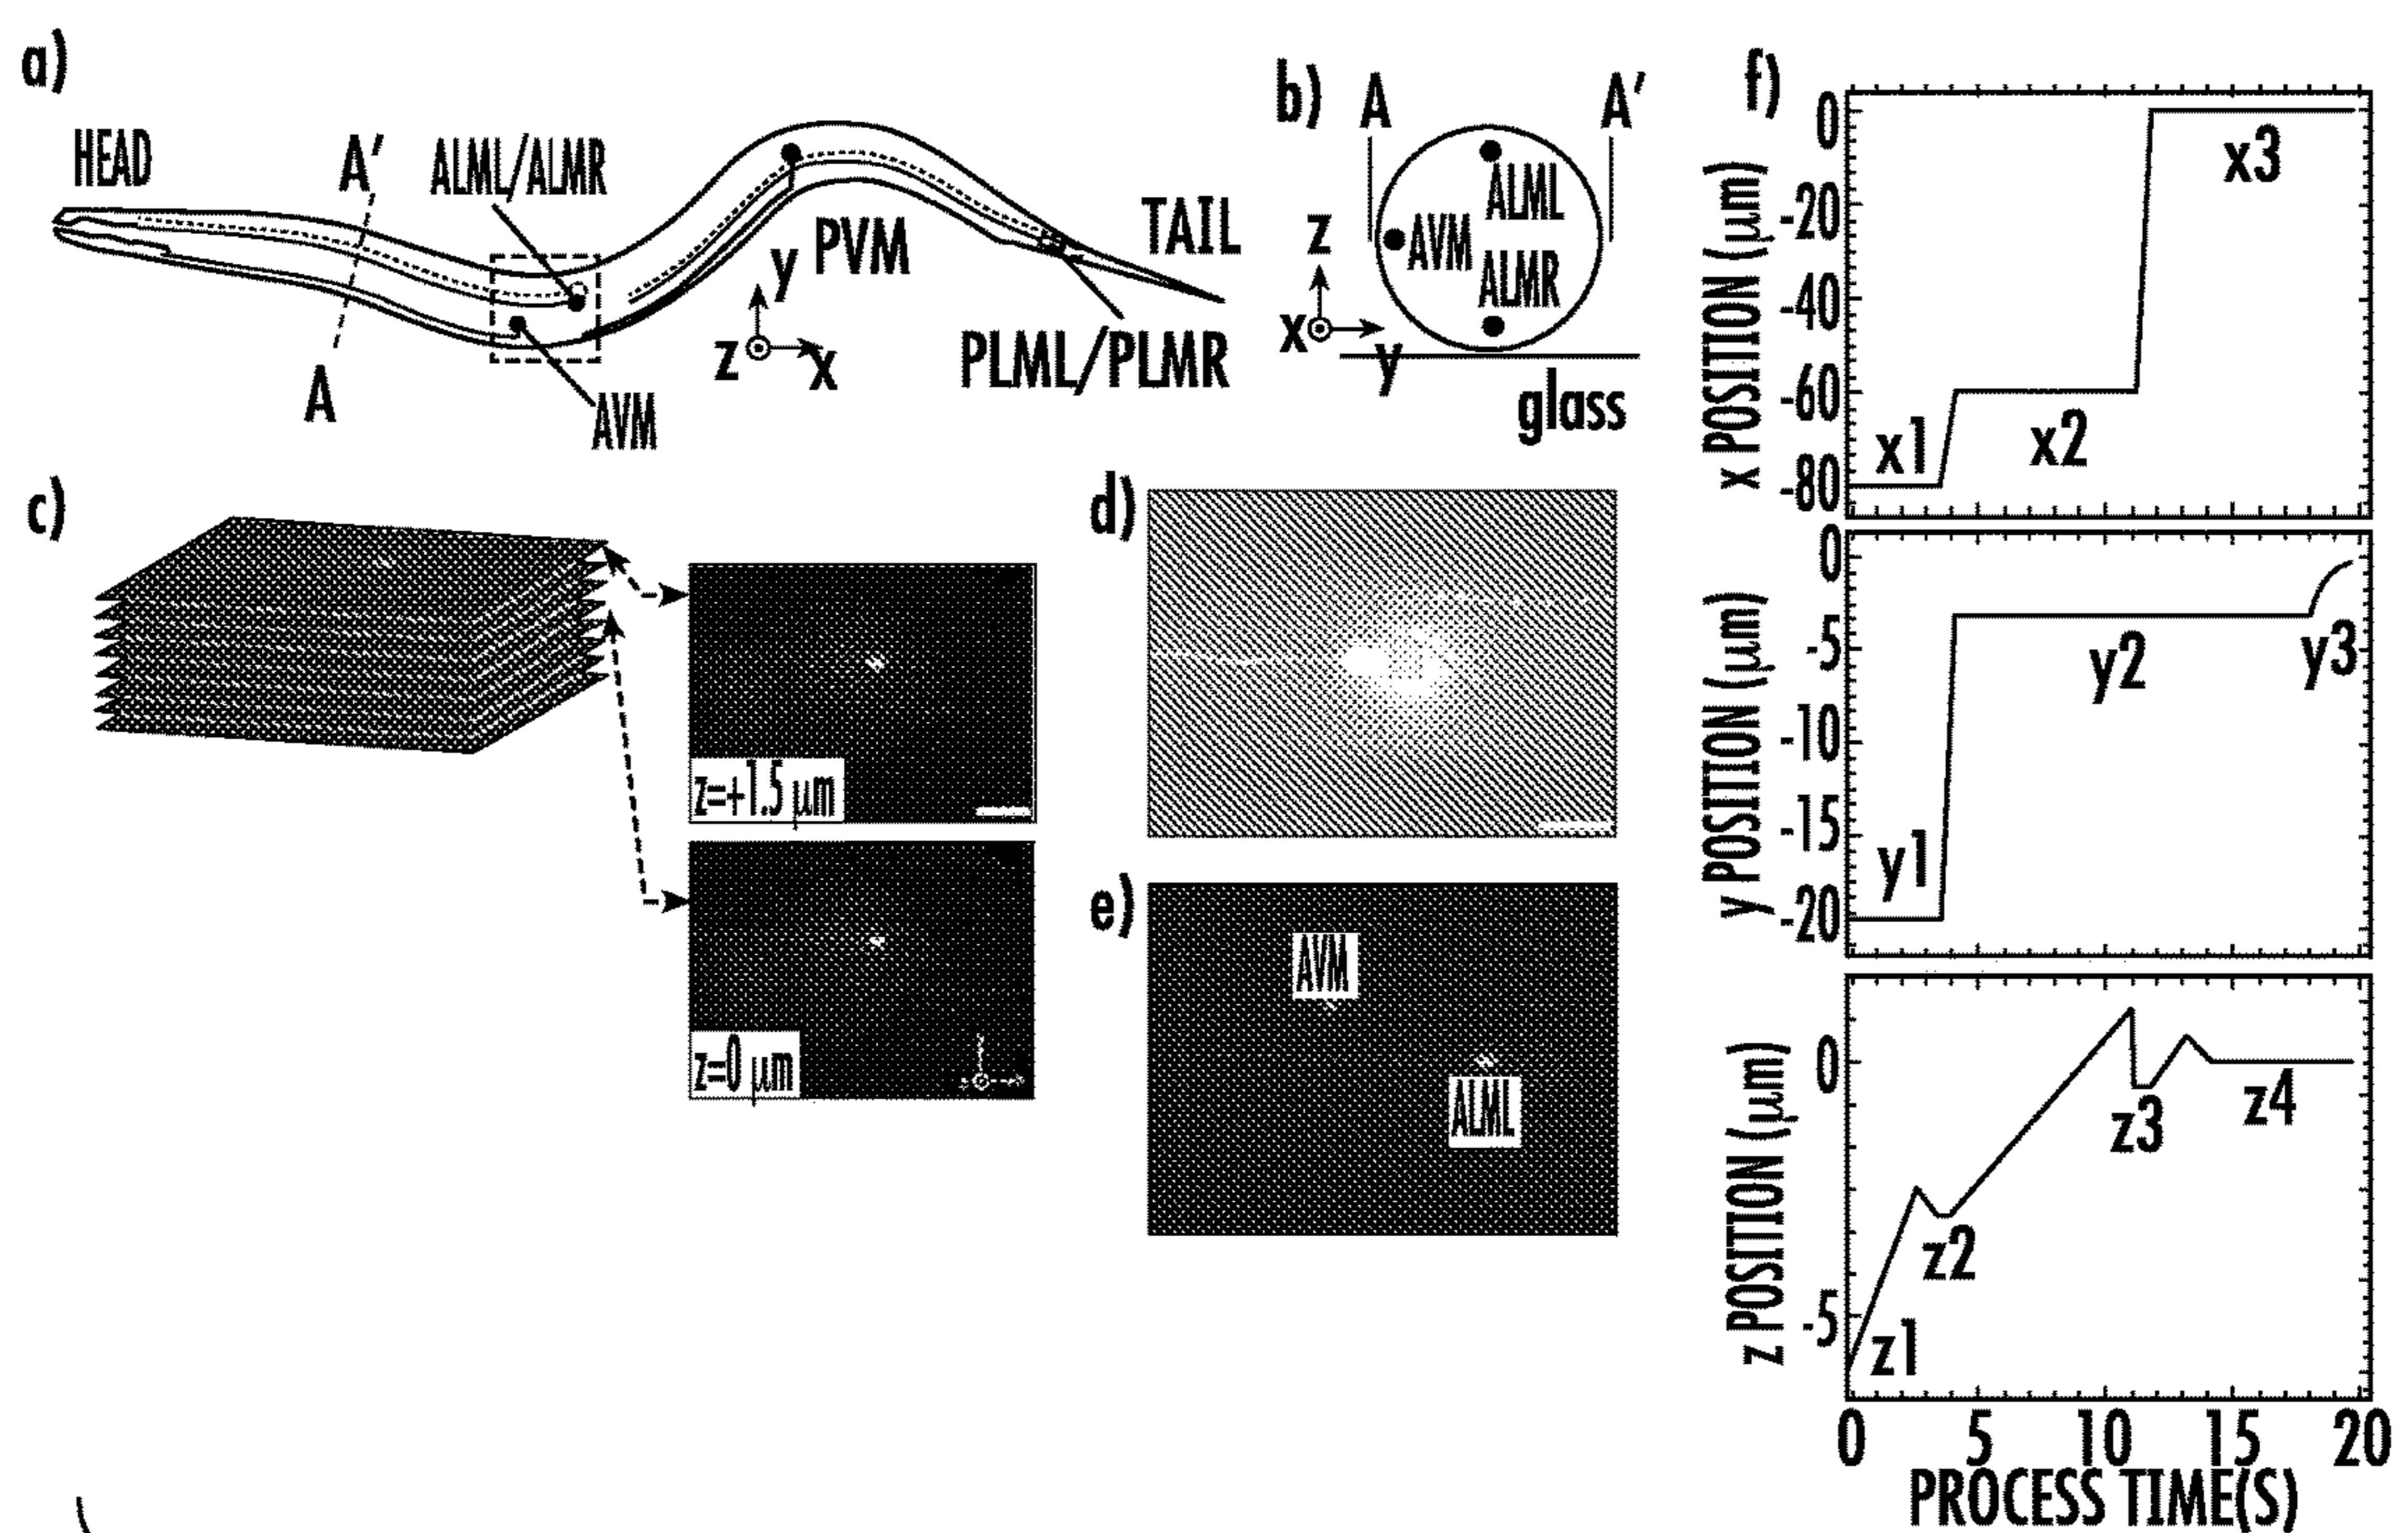 a)
HEAD
A'
ALML/ALMR
A
AVM
PVM
y
z
x
TAIL
PLML/PLMR
b)
A
A'
ALML
AVM
ALMR
z
x
y
glass
c)
z=+1.5 μm
z=0 μm
d)
e)
AVM
ALML
f)
x POSITION (μm)
0
-20
-40
-60
-80
x1
x2
x3
y POSITION (μm)
0
-5
-10
-15
-20
y1
y2
y3
z POSITION (μm)
0
-5
z1
z2
z3
z4
0 5 10 15 20
PROCESS TIME(S)